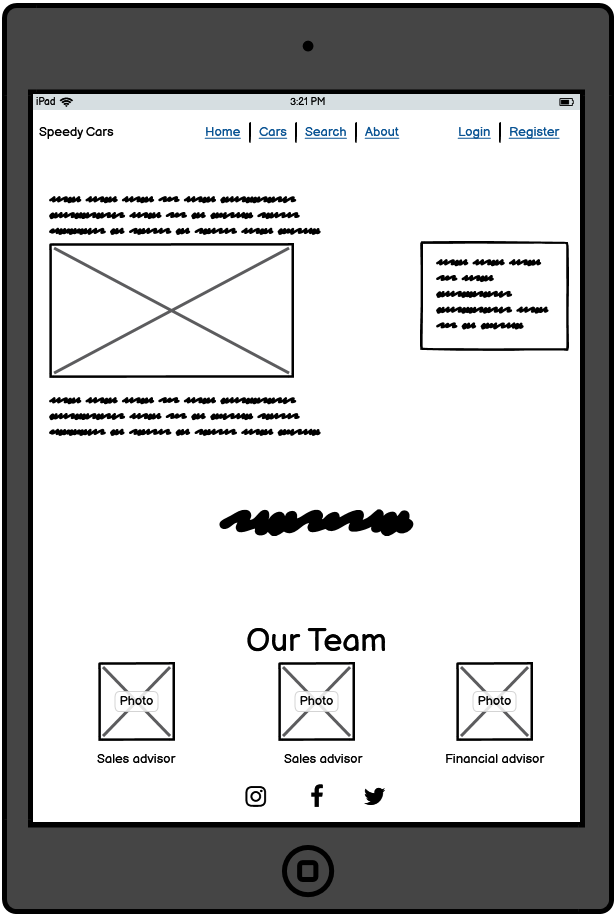 iPad 3:21 PM
Speedy Cars Home Cars Search About Login Register
Our Team
Photo Photo Photo
Sales advisor Sales advisor Financial advisor